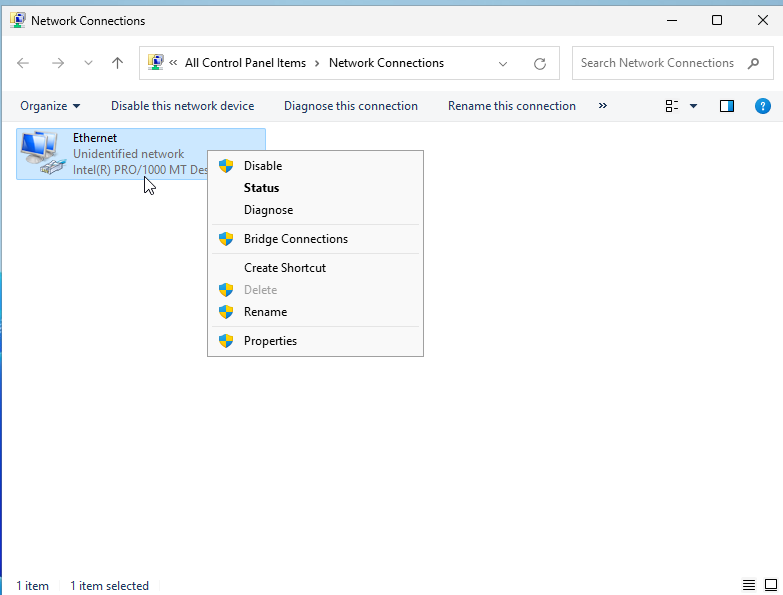 Network Connections
« All Control Panel Items › Network Connections
Search Network Connections
Organize Disable this network device Diagnose this connection Rename this connection » ?
Ethernet
Unidentified network
Intel(R) PRO/1000 MT Des
Disable
Status
Diagnose
Bridge Connections
Create Shortcut
Delete
Rename
Properties
1 item 1 item selected